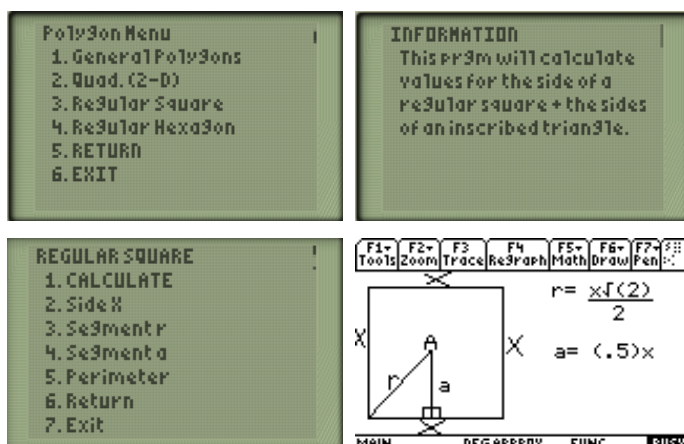 Polygon Menu
1. General Polygons
2. Quad. (2-D)
3. Regular Square
4. Regular Hexagon
5. RETURN
6. EXIT
INFORMATION
This prgm will calculate
values for the side of a
regular square + the sides
of an inscribed triangle.
REGULAR SQUARE
1. CALCULATE
2. Side X
3. Segment r
4. Segment a
5. Perimeter
6. Return
7. Exit
F1 F2 F3 F4 F5 F6 F7
Tools Zoom Trace Regraph Math Draw Pen
X
r= x√(2)
2
X A X a= (.5)x
r a
X
MAIN DEG APPROX FUNC BUSY